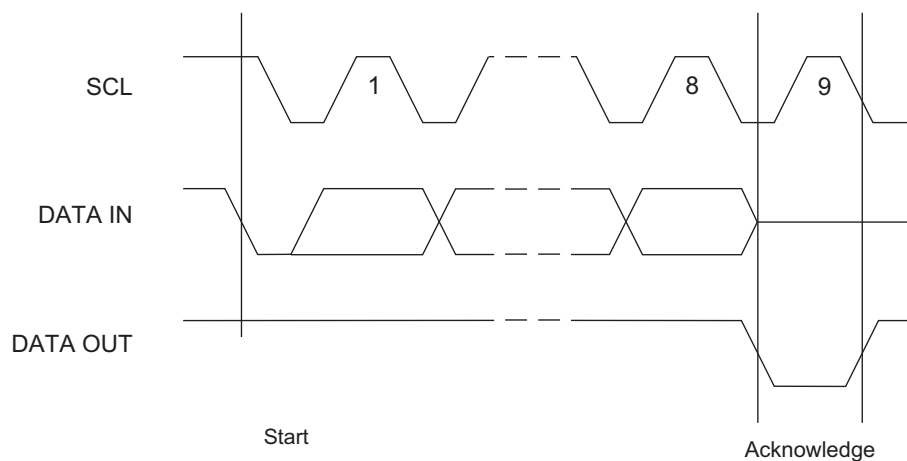 SCL
1
8
9
DATA IN
DATA OUT
Start
Acknowledge